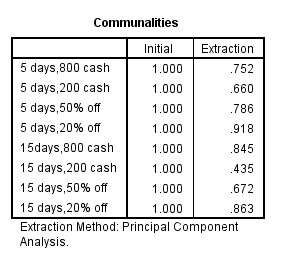 Communalities
Initial Extraction
5 days,800 cash 1.000 .752
5 days,200 cash 1.000 .660
5 days,50% off 1.000 .786
5 days,20% off 1.000 .918
15days,800 cash 1.000 .845
15 days,200 cash 1.000 .435
15 days,50% off 1.000 .672
15 days,20% off 1.000 .863
Extraction Method: Principal Component
Analysis.